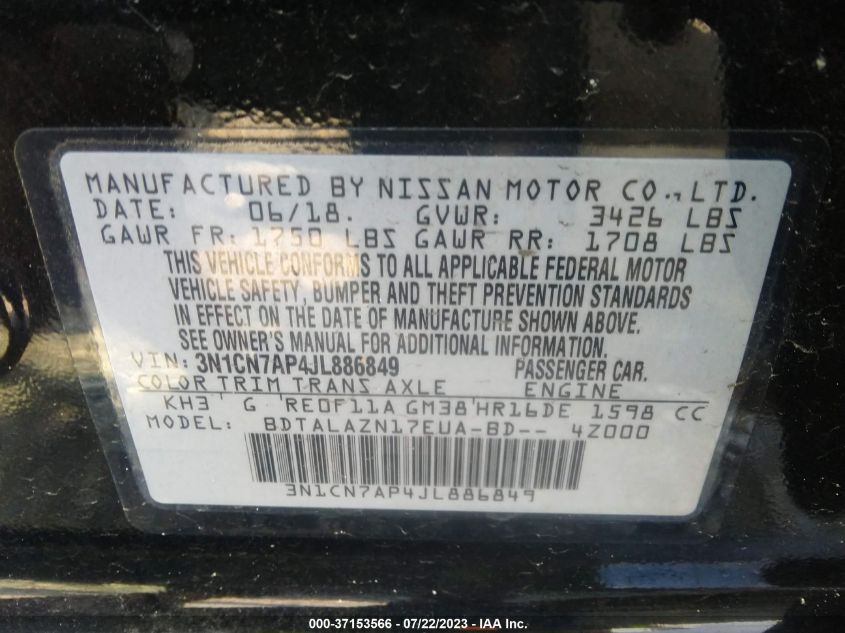 MANUFACTURED BY NISSAN MOTOR CO., LTD.
DATE: 06/18. GVWR: 3426 LBS
GAWR FR: 1750 LBS GAWR RR: 1708 LBS
THIS VEHICLE CONFORMS TO ALL APPLICABLE FEDERAL MOTOR
VEHICLE SAFETY, BUMPER AND THEFT PREVENTION STANDARDS
IN EFFECT ON THE DATE OF MANUFACTURE SHOWN ABOVE.
SEE OWNER'S MANUAL FOR ADDITIONAL INFORMATION.
VIN: 3N1CN7AP4JL886849 PASSENGER CAR.
COLOR TRIM TRANS AXLE ENGINE
KH3 G RE0F11A GM38 HR16DE 1598 CC
MODEL: BDTALAZN17EUA-BD-- 4Z000
3N1CN7AP4JL886849
000-37153566 - 07/22/2023 - IAA Inc.